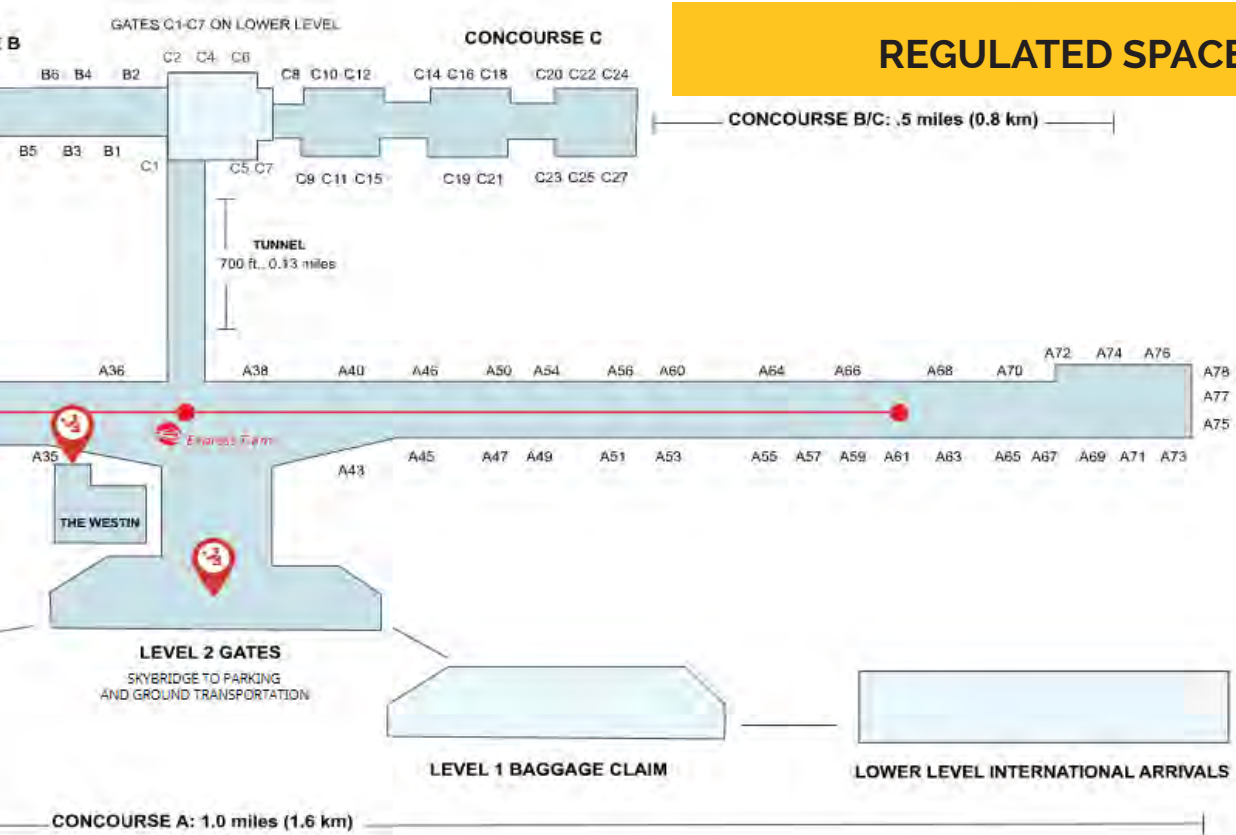 GATES C1-C7 ON LOWER LEVEL
E B
CONCOURSE C
REGULATED SPACE
C2 C4 C6
B6 B4 B2
C8 C10 C12 C14 C16 C18 C20 C22 C24
CONCOURSE B/C: .5 miles (0.8 km)
B5 B3 B1
C1 C5 C7
C9 C11 C15 C19 C21 C23 C25 C27
TUNNEL
700 ft., 0.13 miles
A72 A74 A76
A36 A38 A40 A46 A50 A54 A56 A60 A64 A66 A68 A70 A78
A77
A75
Express Tram
A35 A43 A45 A47 A49 A51 A53 A55 A57 A59 A61 A63 A65 A67 A69 A71 A73
THE WESTIN
LEVEL 2 GATES
SKYBRIDGE TO PARKING
AND GROUND TRANSPORTATION
LEVEL 1 BAGGAGE CLAIM
LOWER LEVEL INTERNATIONAL ARRIVALS
CONCOURSE A: 1.0 miles (1.6 km)